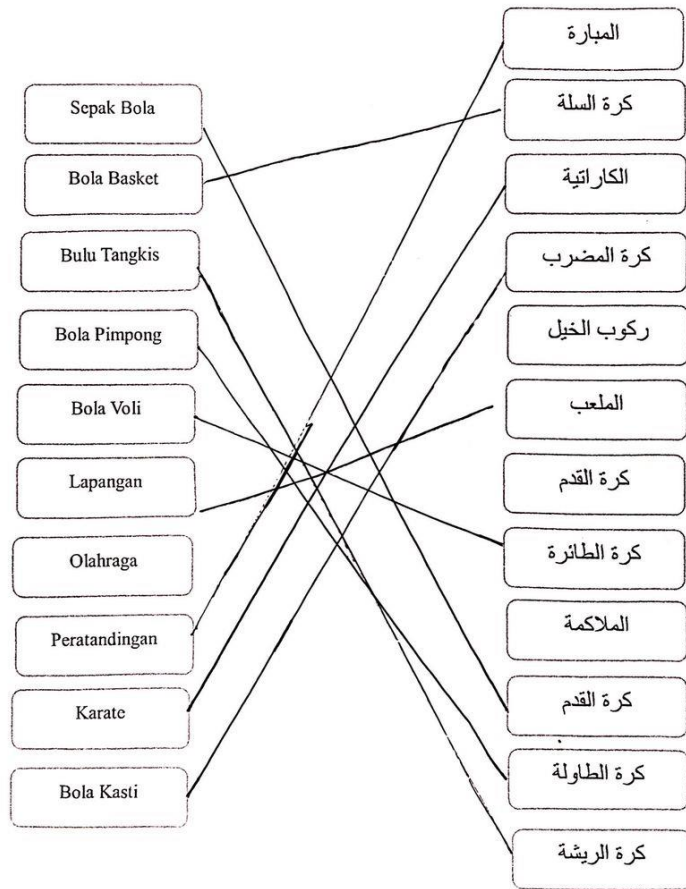 Sepak Bola
Bola Basket
Bulu Tangkis
Bola Pimpong
Bola Voli
Lapangan
Olahraga
Peratandingan
Karate
Bola Kasti
المبارة
كرة السلة
الكاراتية
كرة المضرب
ركوب الخيل
الملعب
كرة القدم
كرة الطائرة
الملاكمة
كرة القدم
كرة الطاولة
كرة الريشة